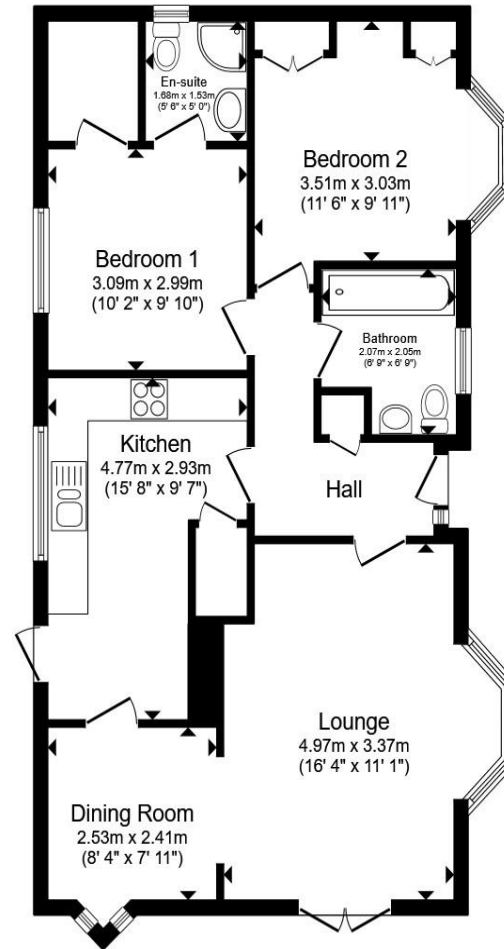 En-suite
1.68m x 1.53m
(5' 6" x 5' 0")
Bedroom 2
3.51m x 3.03m
(11' 6" x 9' 11")
Bedroom 1
3.09m x 2.99m
(10' 2" x 9' 10")
Bathroom
2.07m x 2.05m
(6' 9" x 6' 9")
Kitchen
4.77m x 2.93m
(15' 8" x 9' 7")
Hall
Lounge
4.97m x 3.37m
(16' 4" x 11' 1")
Dining Room
2.53m x 2.41m
(8' 4" x 7' 11")